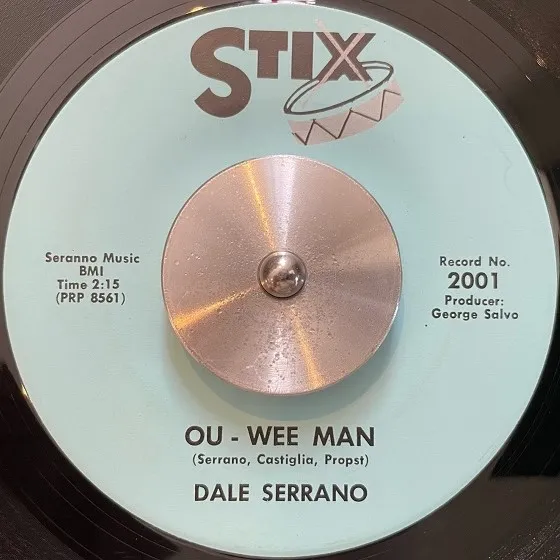 STIX
Seranno Music
BMI
Time 2:15
(PRP 8561)
Record No.
2001
Producer:
George Salvo
OU - WEE MAN
(Serrano, Castiglia, Propst)
DALE SERRANO